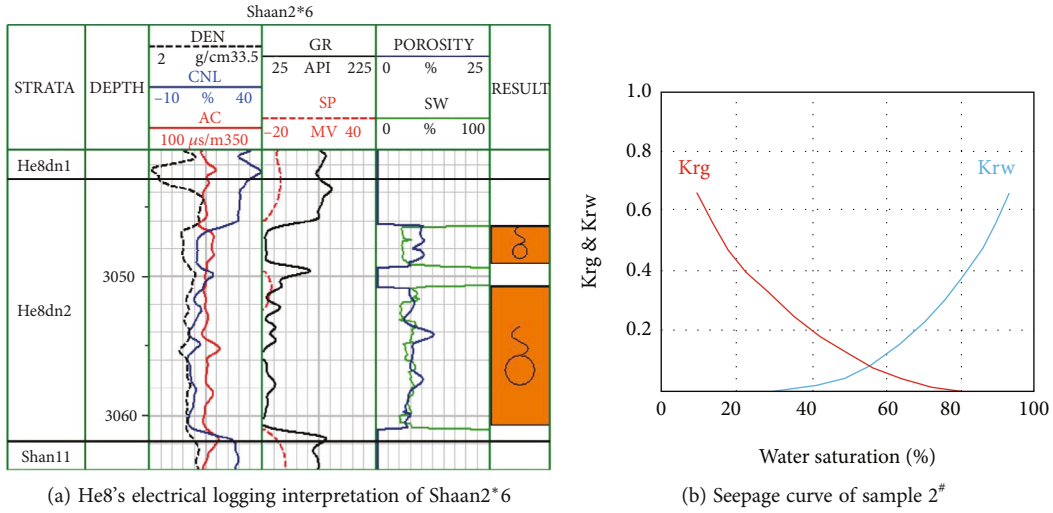 Shaan2*6
STRATA
DEPTH
DEN
2 g/cm33.5
CNL
−10 % 40
AC
100 μs/m350
GR
25 API 225
SP
−20 MV 40
POROSITY
0 % 25
SW
0 % 100
RESULT
He8dn1
He8dn2
Shan11
3050
3060
(a) He8's electrical logging interpretation of Shaan2*6
Krg & Krw
1.0
0.8
0.6
0.4
0.2
Krg
Krw
0 20 40 60 80 100
Water saturation (%)
(b) Seepage curve of sample 2#